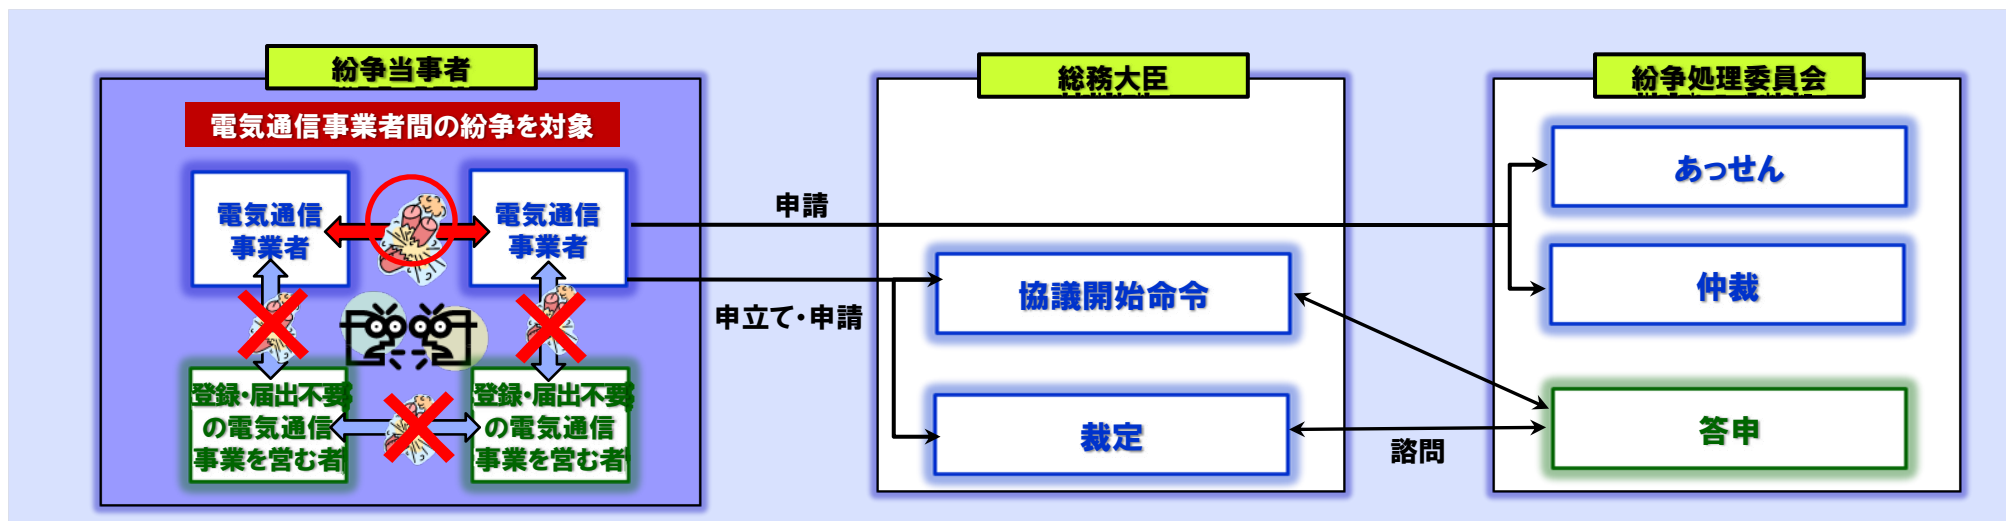 紛争当事者
電気通信事業者間の紛争を対象
電気通信
事業者
電気通信
事業者
登録・届出不要
の電気通信
事業を営む者
登録・届出不要
の電気通信
事業を営む者
申請
申立て・申請
総務大臣
協議開始命令
裁定
諮問
紛争処理委員会
あっせん
仲裁
答申